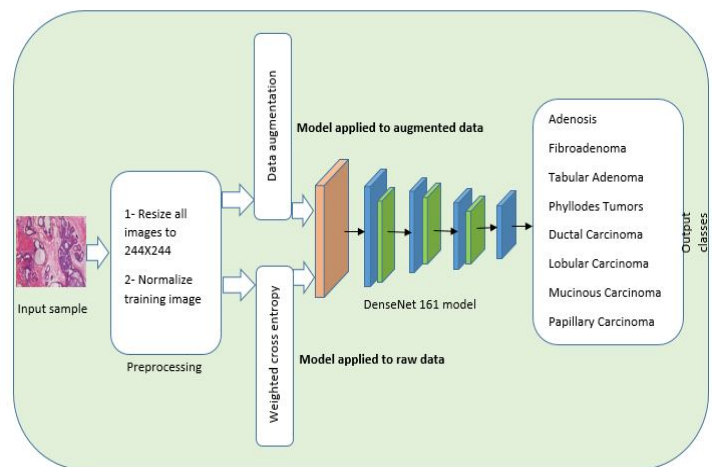 Input sample
1- Resize all
images to
244X244
2- Normalize
training image
Preprocessing
Data augmentation
Model applied to augmented data
Weighted cross entropy
Model applied to raw data
DenseNet 161 model
Adenosis
Fibroadenoma
Tabular Adenoma
Phyllodes Tumors
Ductal Carcinoma
Lobular Carcinoma
Mucinous Carcinoma
Papillary Carcinoma
Output
classes